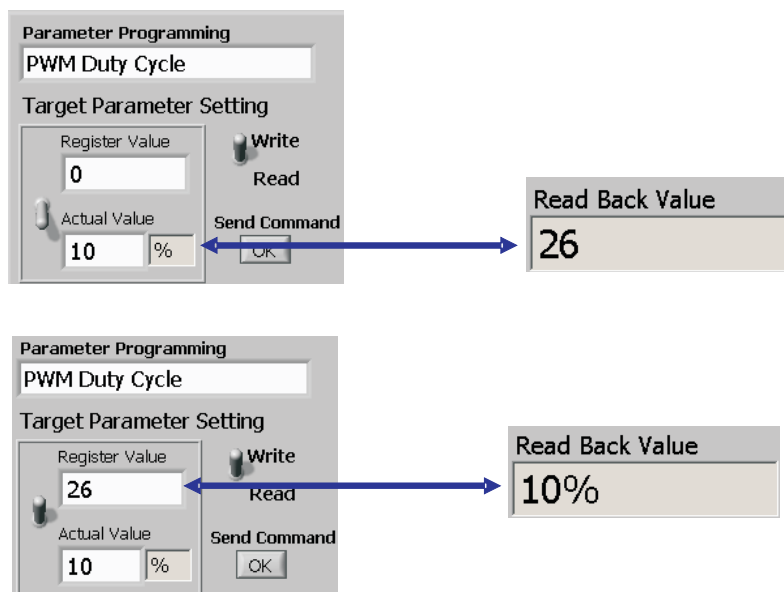 Parameter Programming
PWM Duty Cycle
Target Parameter Setting
Register Value
Write
0
Read
Actual Value
Send Command
10 %
OK
Read Back Value
26
Parameter Programming
PWM Duty Cycle
Target Parameter Setting
Register Value
Write
26
Read
Actual Value
Send Command
10 %
OK
Read Back Value
10%